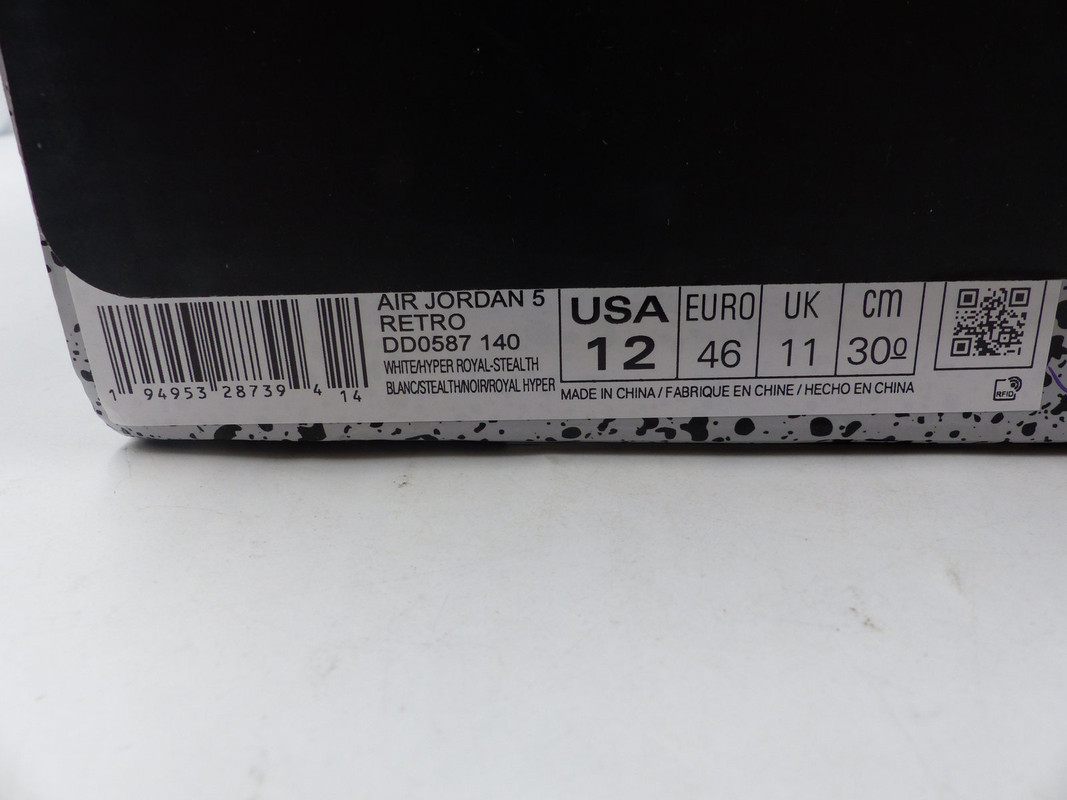 AIR JORDAN 5
RETRO
DD0587 140
WHITE/HYPER ROYAL-STEALTH
BLANC/STEALTH/NOIR/ROYAL HYPER
1 94953 28739 4 14
USA
12
EURO
46
UK
11
cm
30º
MADE IN CHINA / FABRIQUE EN CHINE / HECHO EN CHINA
RFID